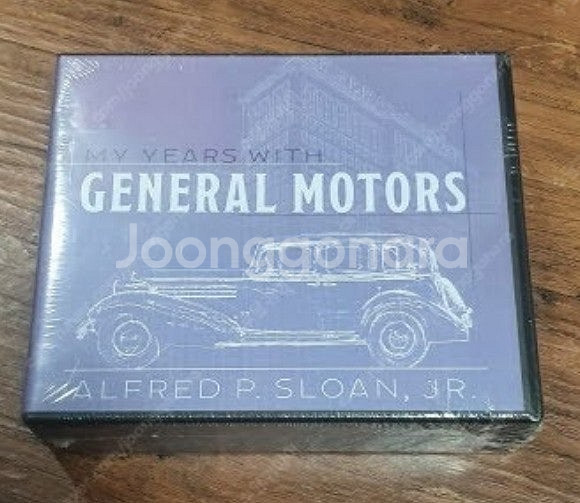 MY YEARS WITH
GENERAL MOTORS
Joonggonara
ALFRED P. SLOAN, JR.